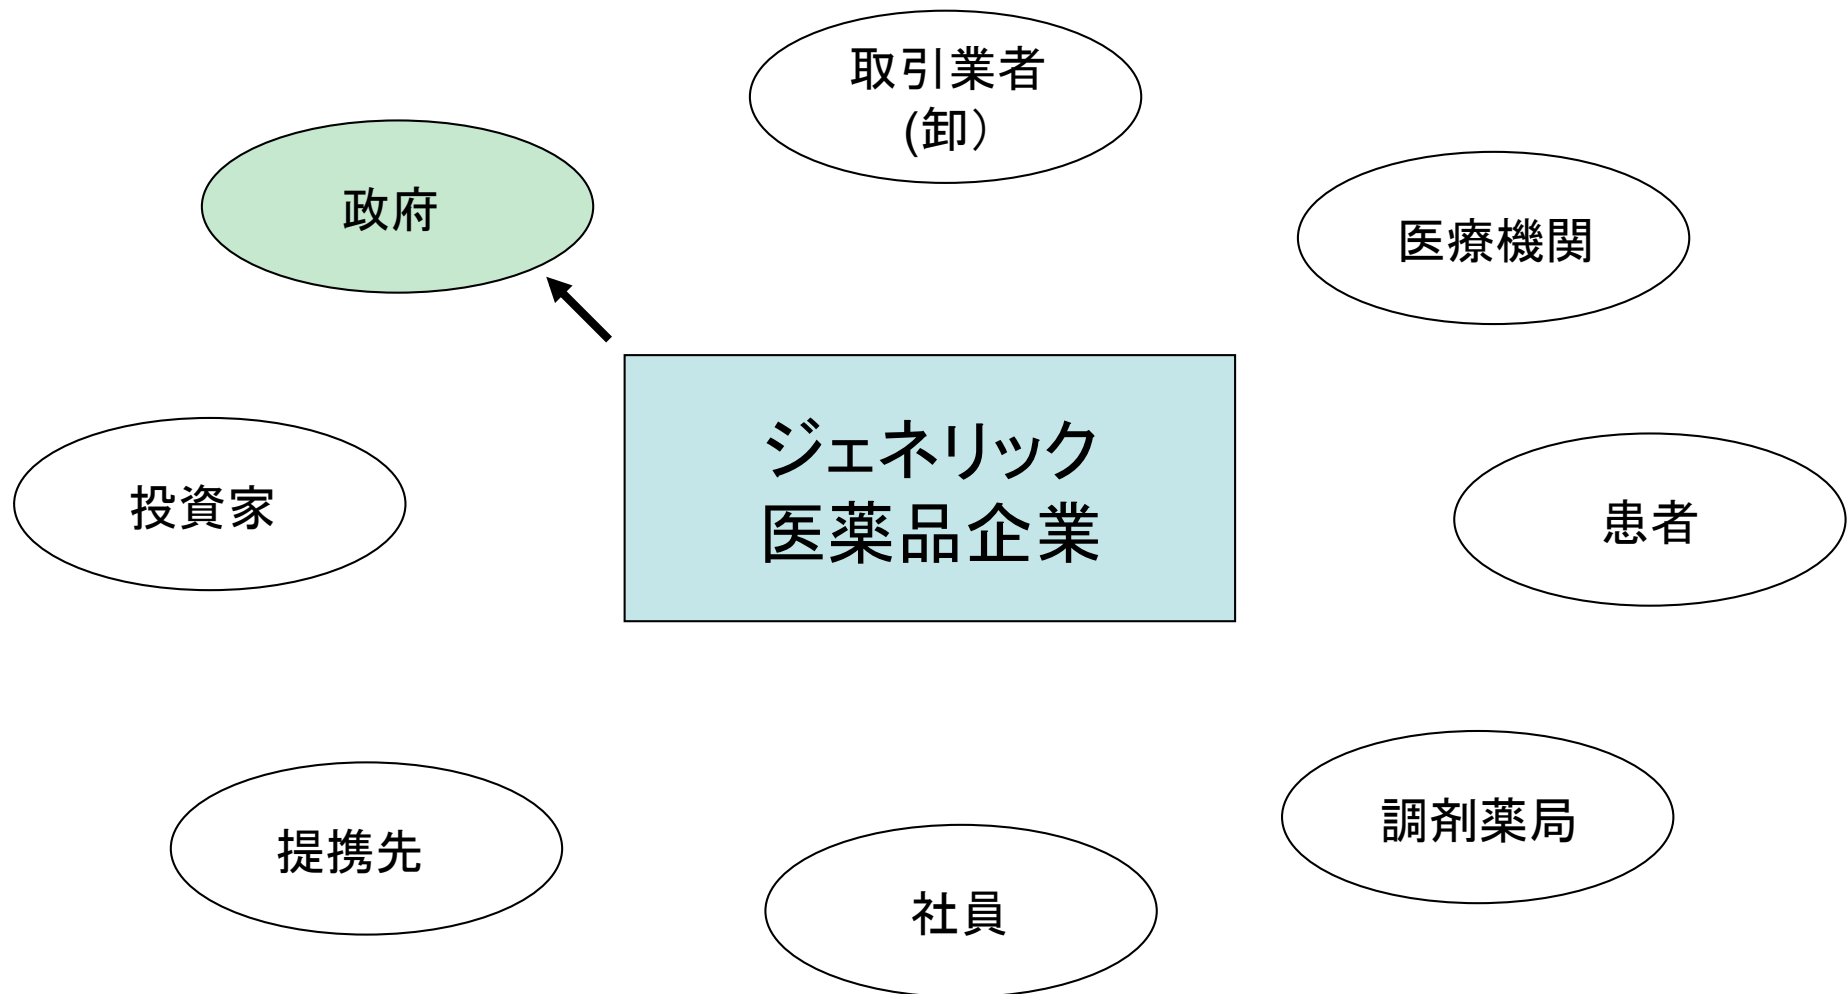 取引業者
(卸）
政府
医療機関
ジェネリック
医薬品企業
投資家
患者
調剤薬局
提携先
社員